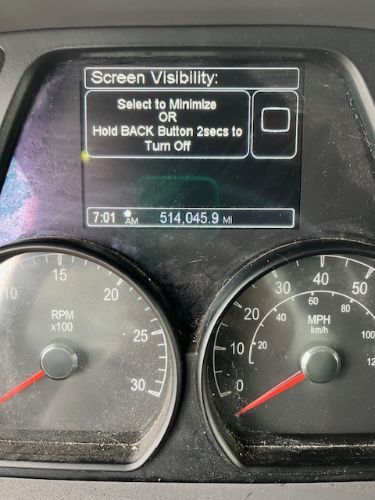 Screen Visibility:
Select to Minimize
OR
Hold BACK Button 2secs to
Turn Off
7:01 AM 514,045.9 Mi
10 15 20 30
RPM
x100
0 10 20 30 40 50
MPH
km/h
20 40 60 80 100